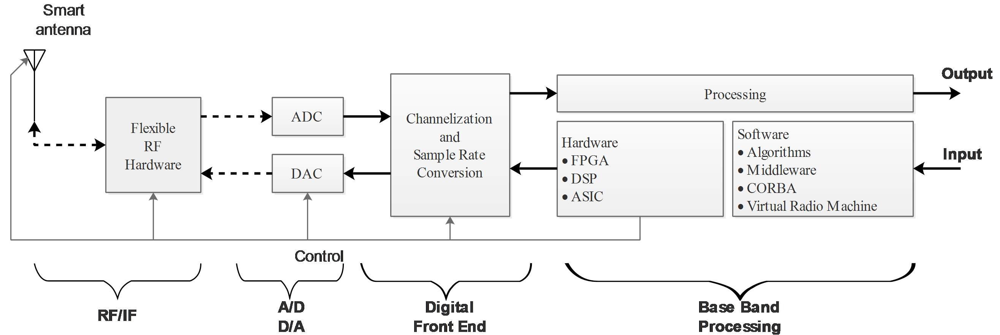 Smart
antenna
Flexible
RF
Hardware
ADC
DAC
Channelization
and
Sample Rate
Conversion
Processing
Hardware
• FPGA
• DSP
• ASIC
Software
• Algorithms
• Middleware
• CORBA
• Virtual Radio Machine
Output
Input
Control
RF/IF
A/D
D/A
Digital
Front End
Base Band
Processing